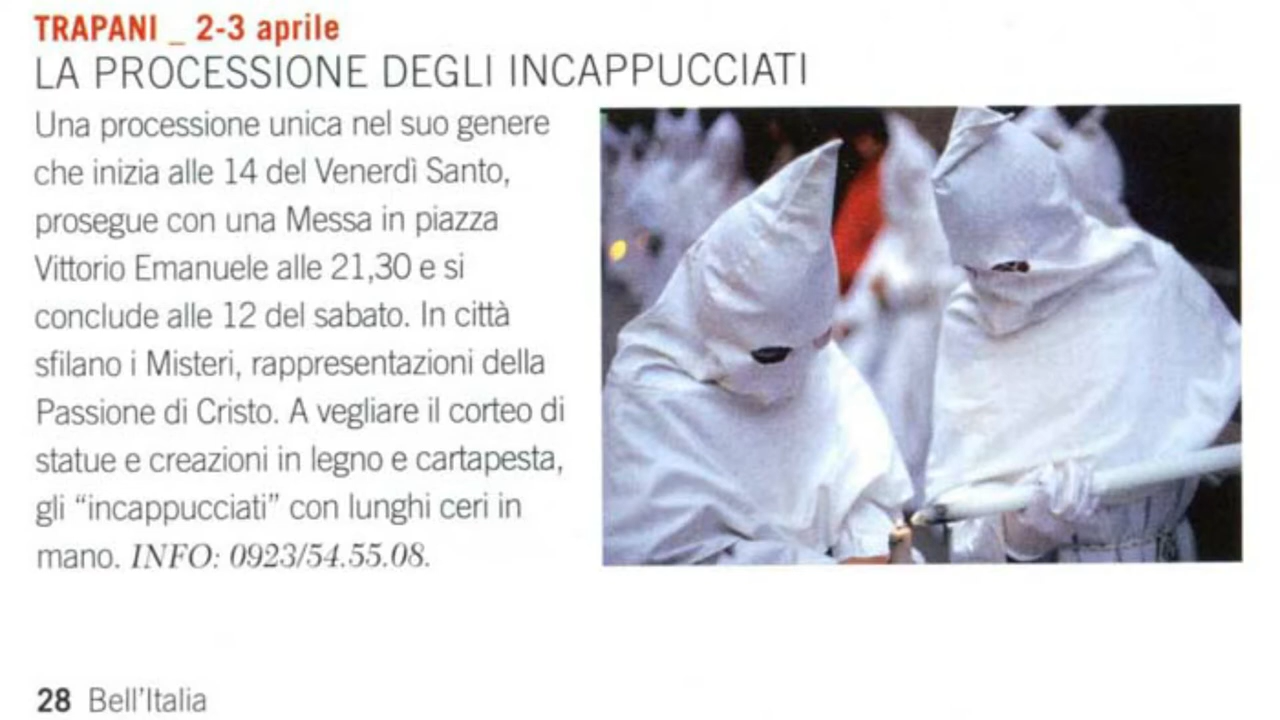 TRAPANI _ 2-3 aprile
LA PROCESSIONE DEGLI INCAPPUCCIATI
Una processione unica nel suo genere
che inizia alle 14 del Venerdì Santo,
prosegue con una Messa in piazza
Vittorio Emanuele alle 21,30 e si
conclude alle 12 del sabato. In città
sfilano i Misteri, rappresentazioni della
Passione di Cristo. A vegliare il corteo di
statue e creazioni in legno e cartapesta,
gli “incappucciati” con lunghi ceri in
mano. INFO: 0923/54.55.08.
28 Bell'Italia